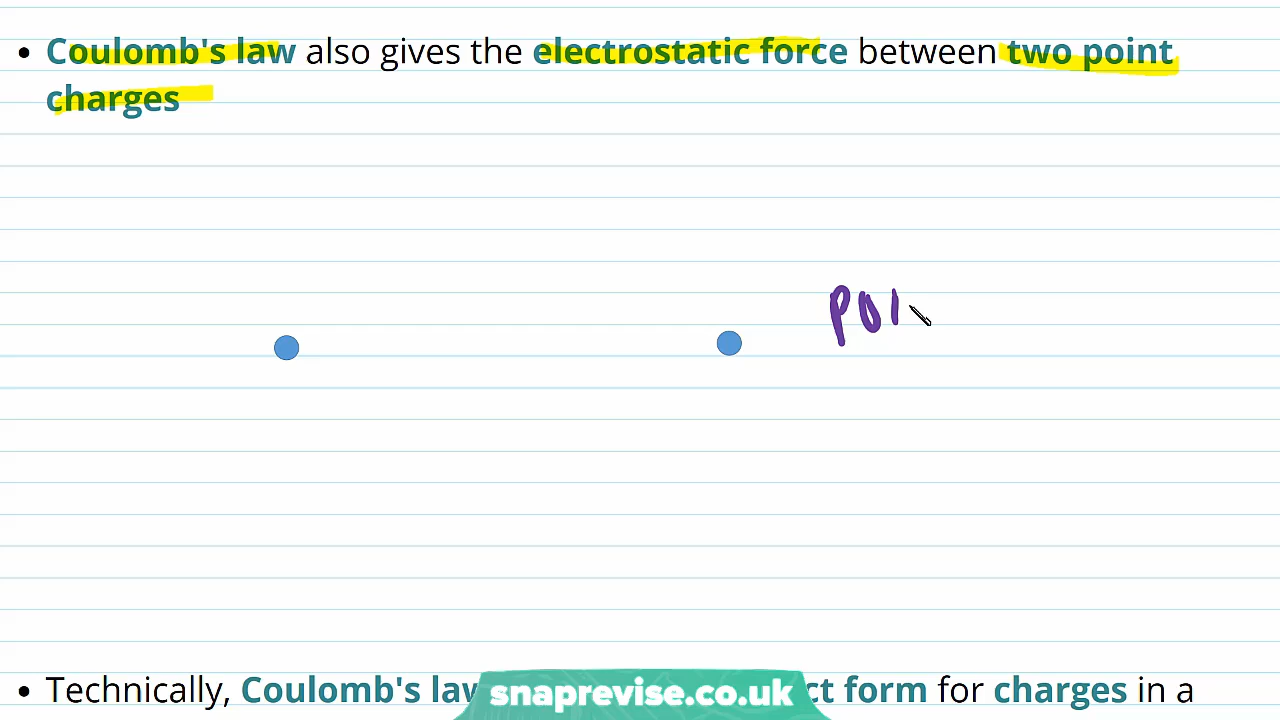 • Coulomb's law also gives the electrostatic force between two point
charges
POI
• Technically, Coulomb's law ct form for charges in a
snaprevise.co.uk